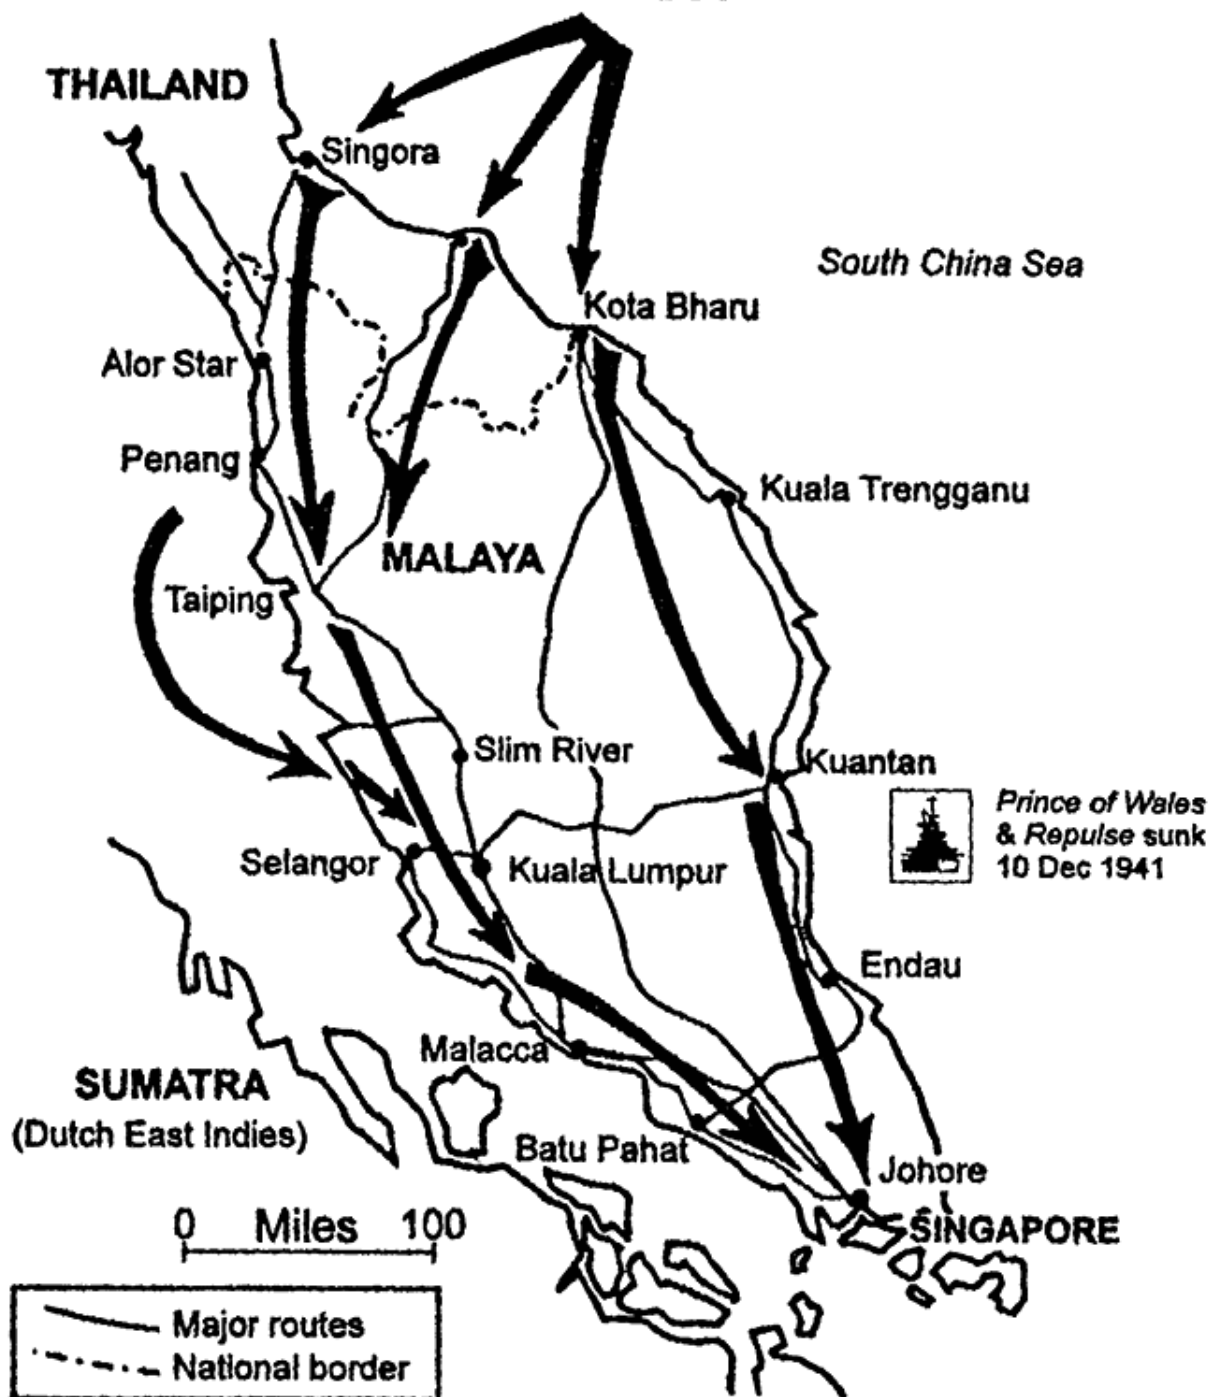 THAILAND
Singora
South China Sea
Kota Bharu
Alor Star
Penang
Kuala Trengganu
MALAYA
Taiping
Slim River
Kuantan
Prince of Wales
& Repulse sunk
10 Dec 1941
Selangor
Kuala Lumpur
Endau
Malacca
SUMATRA
(Dutch East Indies)
Batu Pahat
Johore
SINGAPORE
0 Miles 100
Major routes
National border